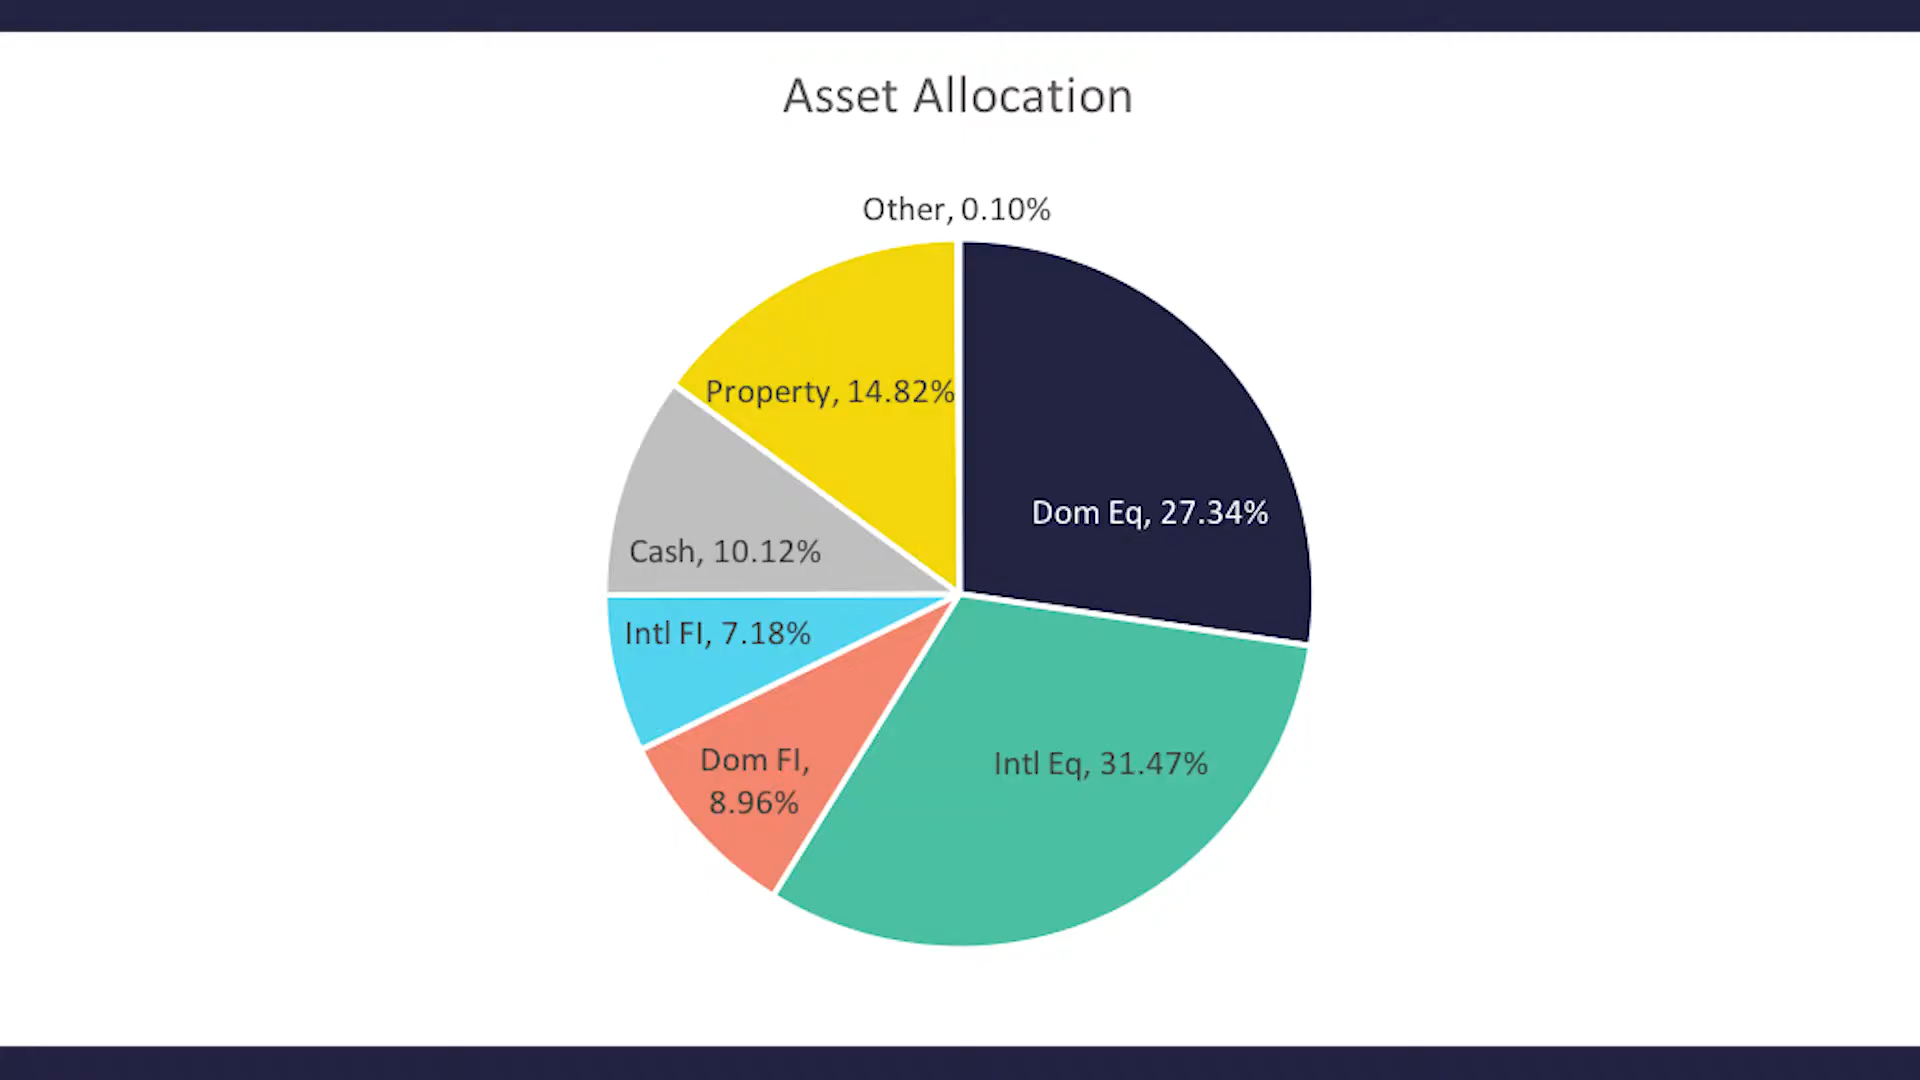 Asset Allocation
Other, 0.10%
Property, 14.82%
Dom Eq, 27.34%
Cash, 10.12%
Intl FI, 7.18%
Dom FI,
8.96%
Intl Eq, 31.47%